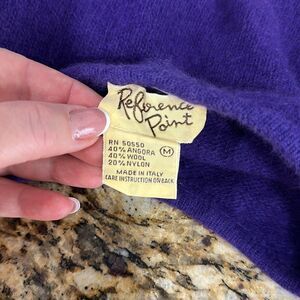 Reference
Point
RN 50550
40% ANGORA
40% WOOL
20% NYLON
M
MADE IN ITALY
CARE INSTRUCTION ON BACK